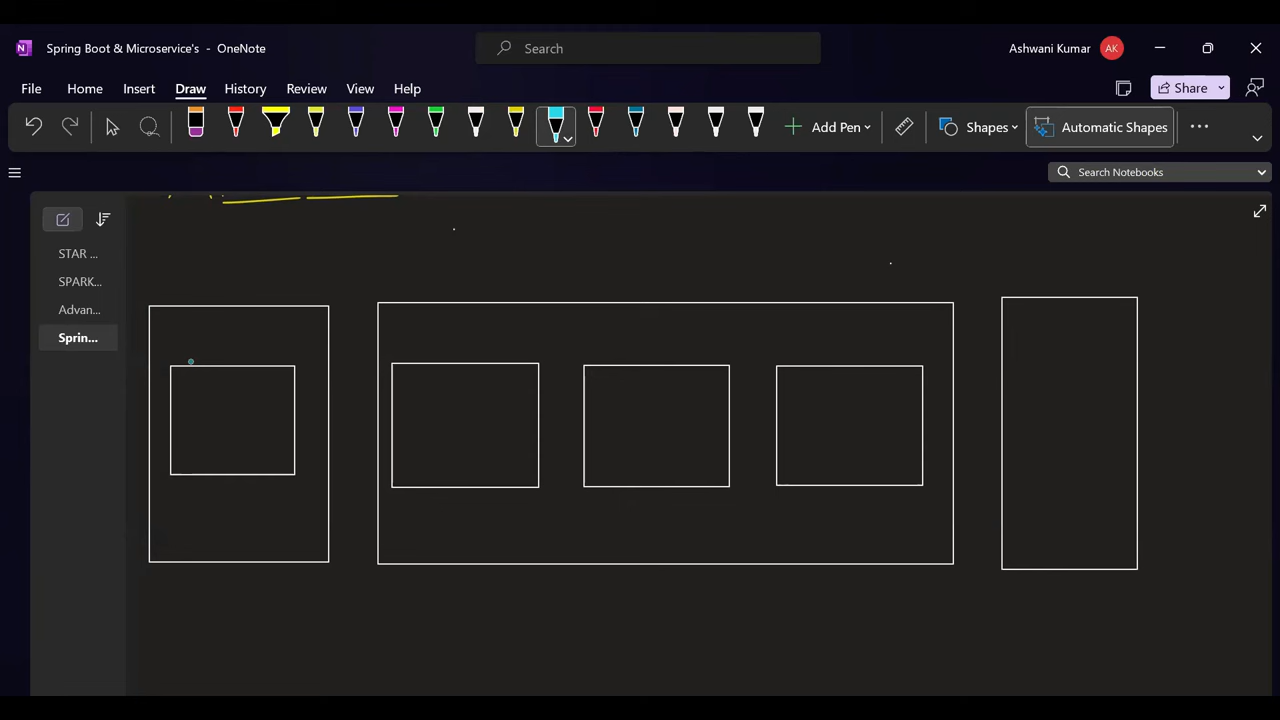 Spring Boot & Microservice's - OneNote
Search
Ashwani Kumar AK
File Home Insert Draw History Review View Help
Share
Add Pen
Shapes
Automatic Shapes
Search Notebooks
STAR ...
SPARK...
Advan...
Sprin...